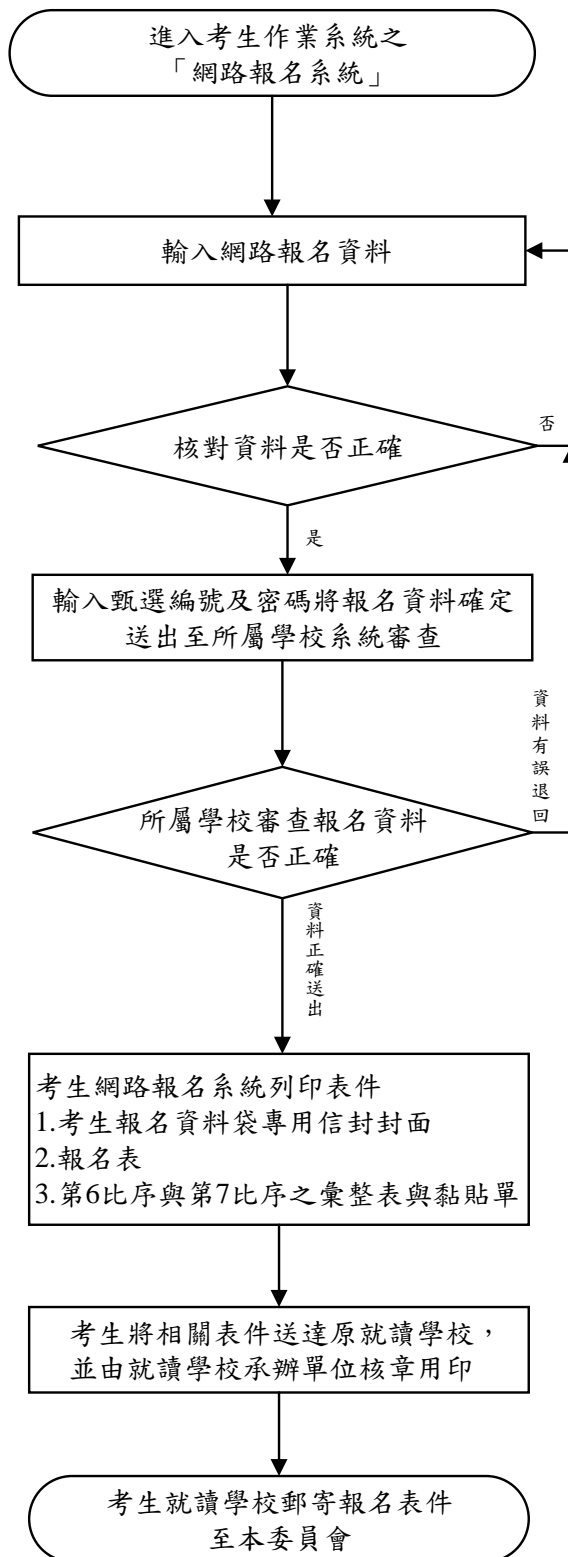 進入考生作業系統之
「網路報名系統」
輸入網路報名資料
核對資料是否正確
否
是
輸入甄選編號及密碼將報名資料確定
送出至所屬學校系統審查
資料有誤退回
所屬學校審查報名資料
是否正確
資料正確送出
考生網路報名系統列印表件
1.考生報名資料袋專用信封封面
2.報名表
3.第6比序與第7比序之彙整表與黏貼單
考生將相關表件送達原就讀學校，
並由就讀學校承辦單位核章用印
考生就讀學校郵寄報名表件
至本委員會